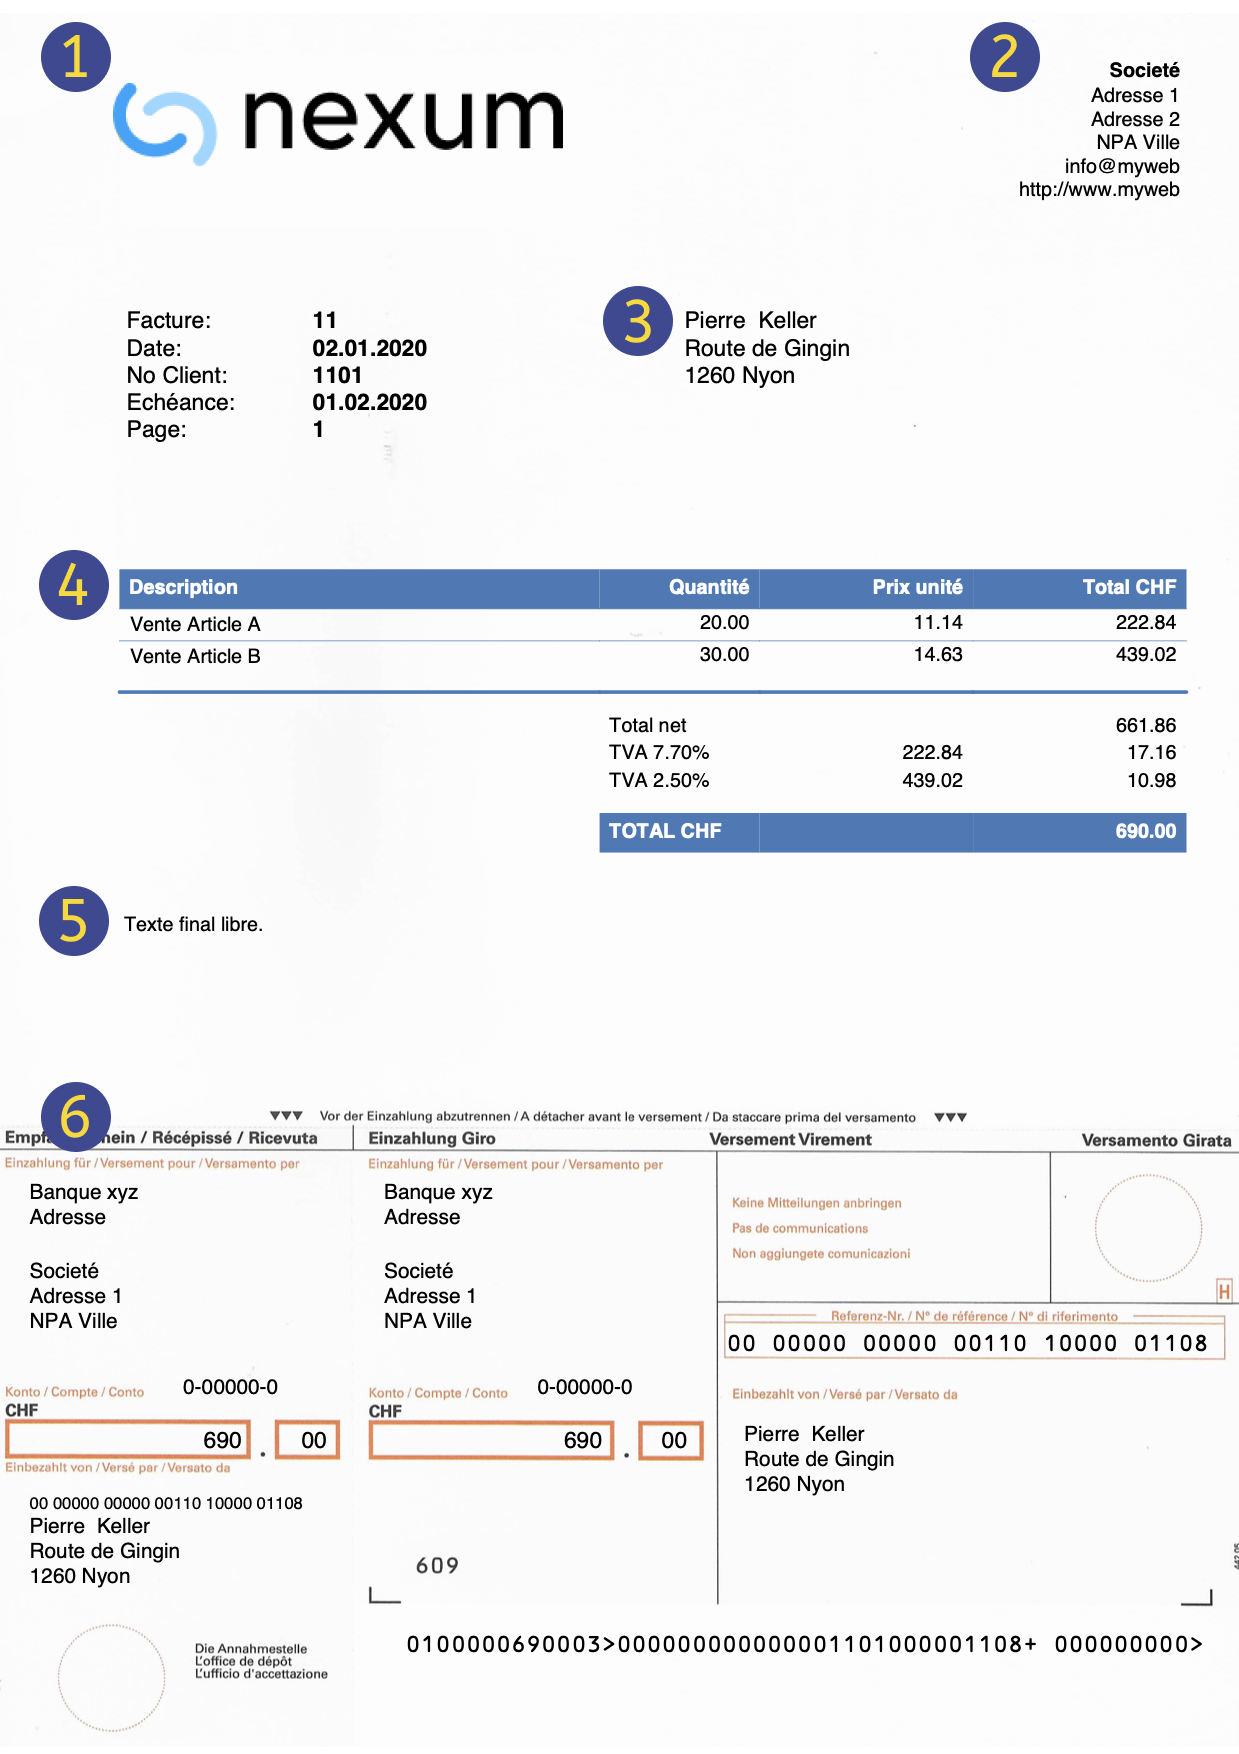 1
nexum
2
Societé
Adresse 1
Adresse 2
NPA Ville
info@myweb
http://www.myweb
Facture: 11
Date: 02.01.2020
No Client: 1101
Echéance: 01.02.2020
Page: 1
3
Pierre Keller
Route de Gingin
1260 Nyon
4
Description Quantité Prix unité Total CHF
Vente Article A 20.00 11.14 222.84
Vente Article B 30.00 14.63 439.02
Total net 661.86
TVA 7.70% 222.84 17.16
TVA 2.50% 439.02 10.98
TOTAL CHF 690.00
5
Texte final libre.
6
▼▼▼ Vor der Einzahlung abzutrennen / A détacher avant le versement / Da staccare prima del versamento ▼▼▼
/ Récépissé / Ricevuta
Einzahlung für / Versement pour / Versamento per
Banque xyz
Adresse
Societé
Adresse 1
NPA Ville
Konto / Compte / Conto 0-00000-0
CHF
690 . 00
Einbezahlt von / Versé par / Versato da
00 00000 00000 00110 10000 01108
Pierre Keller
Route de Gingin
1260 Nyon
Die Annahmestelle
L'office de dépôt
L'ufficio d'accettazione
Einzahlung Giro Versement Virement Versamento Girata
Einzahlung für / Versement pour / Versamento per
Banque xyz
Adresse
Societé
Adresse 1
NPA Ville
Konto / Compte / Conto 0-00000-0
CHF
690 . 00
609
Keine Mitteilungen anbringen
Pas de communications
Non aggiungete comunicazioni
H
Referenz-Nr. / N° de référence / N° di riferimento
00 00000 00000 00110 10000 01108
Einbezahlt von / Versé par / Versato da
Pierre Keller
Route de Gingin
1260 Nyon
442.05
0100000690003>000000000000001101000001108+ 000000000>